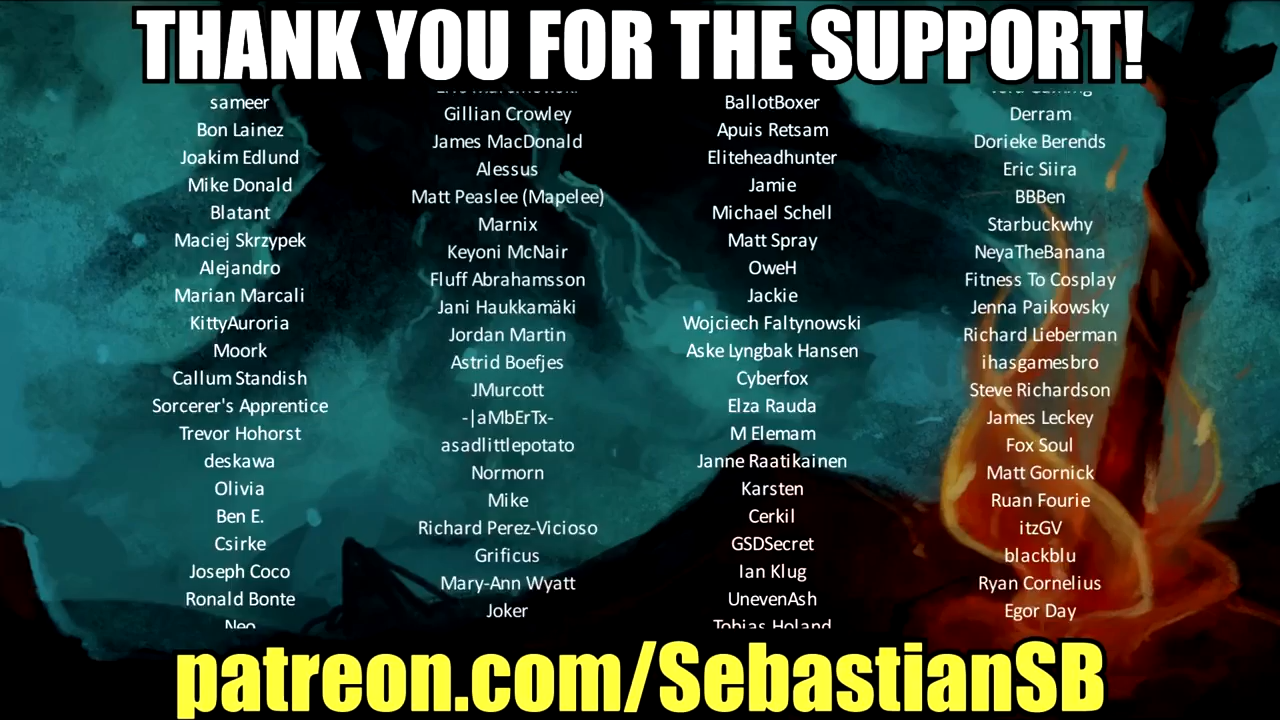 THANK YOU FOR THE SUPPORT!
sameer
Bon Lainez
Joakim Edlund
Mike Donald
Blatant
Maciej Skrzypek
Alejandro
Marian Marcali
KittyAuroria
Moork
Callum Standish
Sorcerer's Apprentice
Trevor Hohorst
deskawa
Olivia
Ben E.
Csirke
Joseph Coco
Ronald Bonte
Neo
Gillian Crowley
James MacDonald
Alessus
Matt Peaslee (Mapelee)
Marnix
Keyoni McNair
Fluff Abrahamsson
Jani Haukkamäki
Jordan Martin
Astrid Boefjes
JMurcott
-|aMbErTx-
asadlittlepotato
Normorn
Mike
Richard Perez-Vicioso
Grificus
Mary-Ann Wyatt
Joker
BallotBoxer
Apuis Retsam
Eliteheadhunter
Jamie
Michael Schell
Matt Spray
OweH
Jackie
Wojciech Faltynowski
Aske Lyngbak Hansen
Cyberfox
Elza Rauda
M Elemam
Janne Raatikainen
Karsten
Cerkil
GSDSecret
Ian Klug
UnevenAsh
Tobias Holand
Derram
Dorieke Berends
Eric Siira
BBBen
Starbuckwhy
NeyaTheBanana
Fitness To Cosplay
Jenna Paikowsky
Richard Lieberman
ihasgamesbro
Steve Richardson
James Leckey
Fox Soul
Matt Gornick
Ruan Fourie
itzGV
blackblu
Ryan Cornelius
Egor Day
patreon.com/SebastianSB